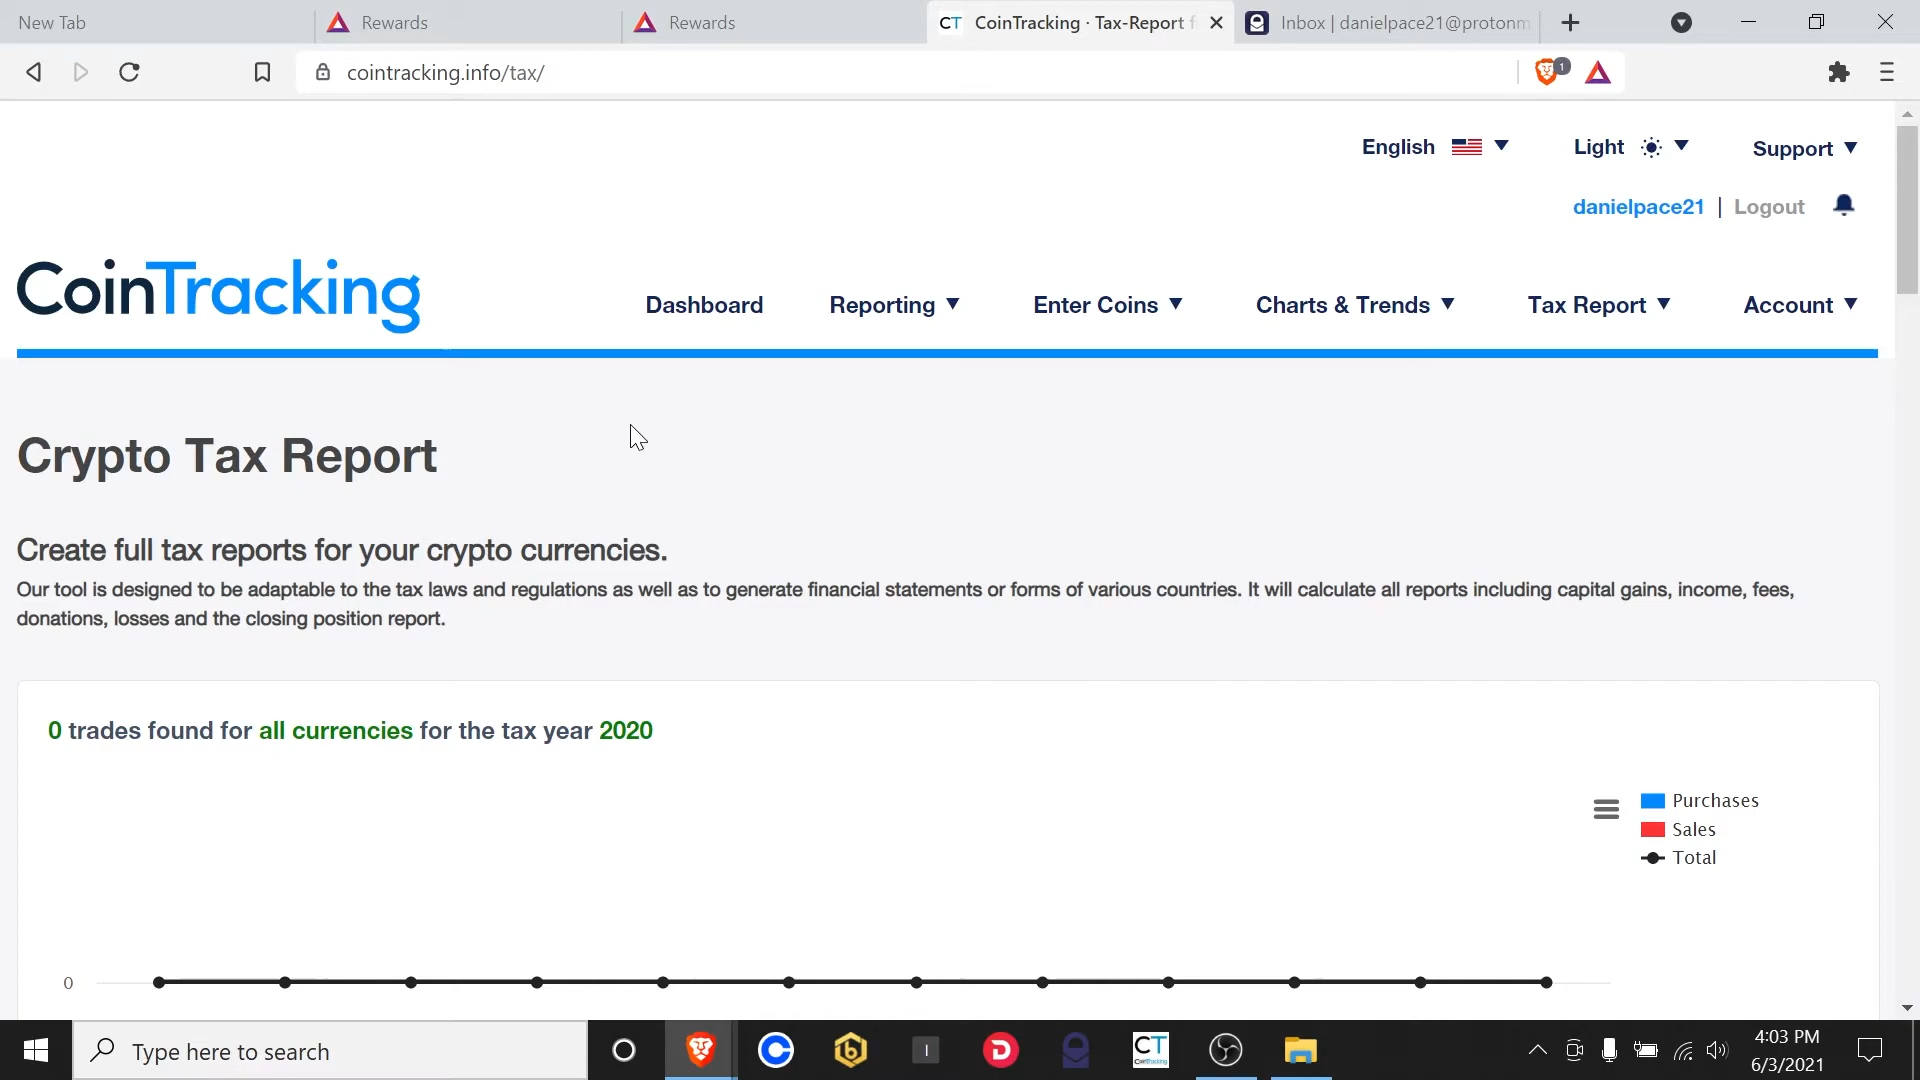 New Tab
Rewards
Rewards
CT CoinTracking · Tax-Report f
Inbox | danielpace21@protonm
cointracking.info/tax/
1
English
Light
Support
danielpace21 | Logout
CoinTracking
Dashboard
Reporting
Enter Coins
Charts & Trends
Tax Report
Account
Crypto Tax Report
Create full tax reports for your crypto currencies.
Our tool is designed to be adaptable to the tax laws and regulations as well as to generate financial statements or forms of various countries. It will calculate all reports including capital gains, income, fees,
donations, losses and the closing position report.
0 trades found for all currencies for the tax year 2020
Purchases
Sales
Total
0
Type here to search
CT
CoinTracking
4:03 PM
6/3/2021